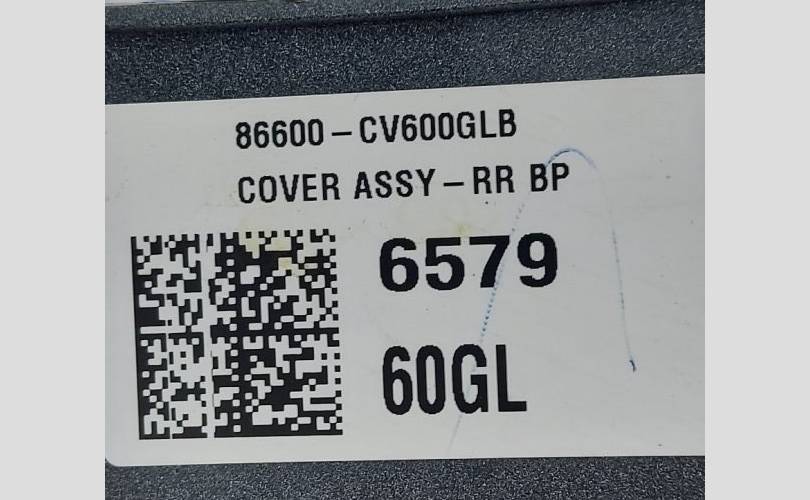 86600-CV600GLB
COVER ASSY-RR BP
6579
60GL